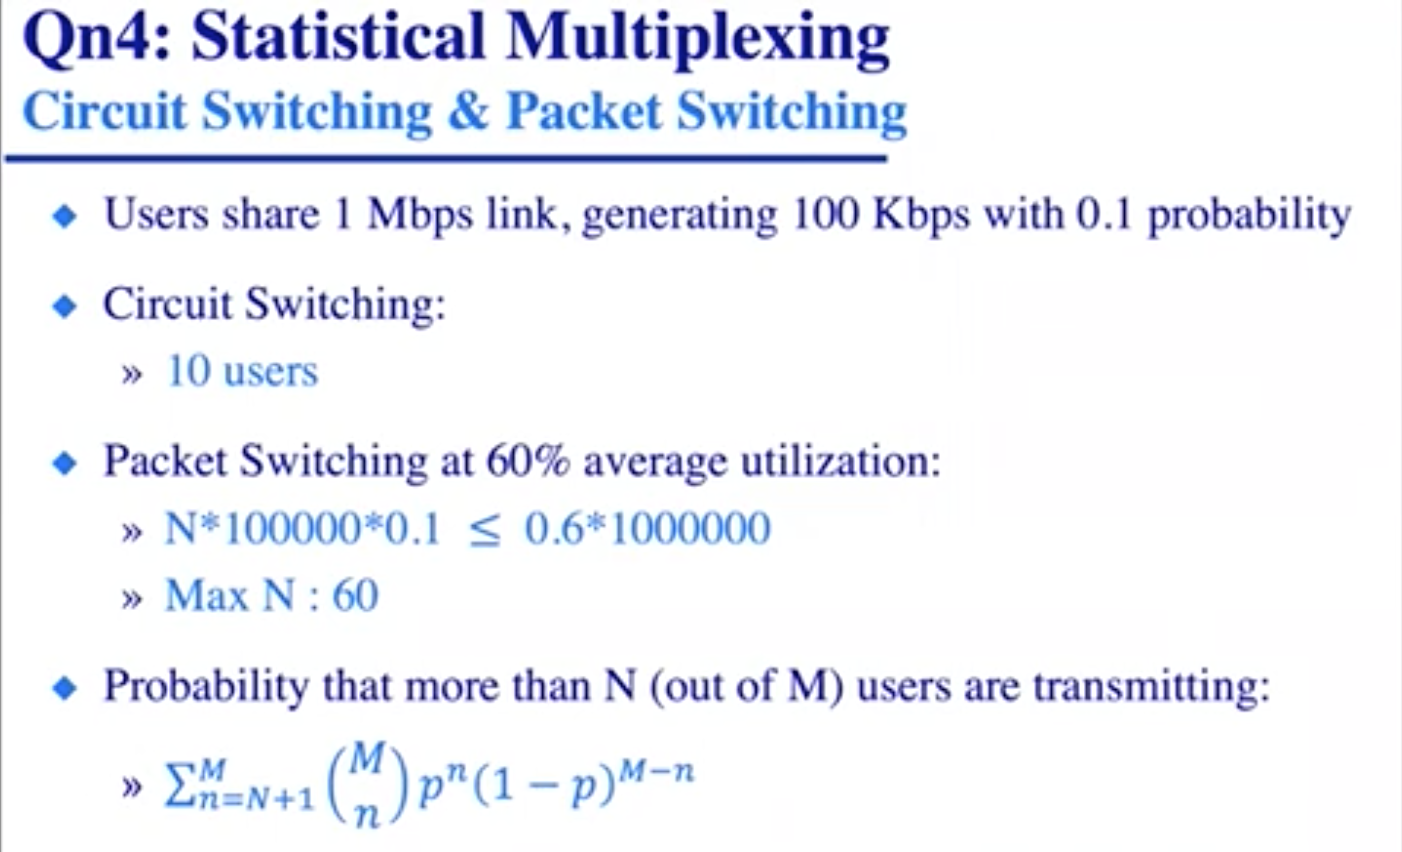 Qn4: Statistical Multiplexing
Circuit Switching & Packet Switching
◆ Users share 1 Mbps link, generating 100 Kbps with 0.1 probability
◆ Circuit Switching:
» 10 users
◆ Packet Switching at 60% average utilization:
» N*100000*0.1 ≤ 0.6*1000000
» Max N : 60
◆ Probability that more than N (out of M) users are transmitting:
» $\sum_{n=N+1}^{M} \binom{M}{n} p^n (1-p)^{M-n}$